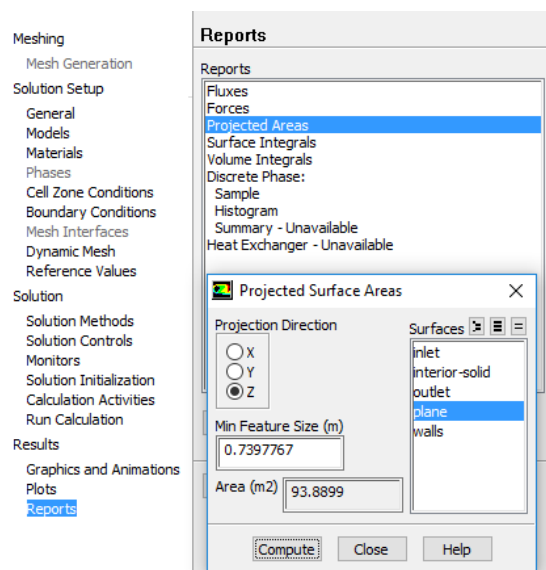 Meshing
Mesh Generation
Solution Setup
General
Models
Materials
Phases
Cell Zone Conditions
Boundary Conditions
Mesh Interfaces
Dynamic Mesh
Reference Values
Solution
Solution Methods
Solution Controls
Monitors
Solution Initialization
Calculation Activities
Run Calculation
Results
Graphics and Animations
Plots
Reports
Reports
Reports
Fluxes
Forces
Projected Areas
Surface Integrals
Volume Integrals
Discrete Phase:
Sample
Histogram
Summary - Unavailable
Heat Exchanger - Unavailable
Projected Surface Areas
Projection Direction
X
Y
Z
Min Feature Size (m)
0.7397767
Area (m2) 93.8899
Surfaces
inlet
interior-solid
outlet
plane
walls
Compute Close Help